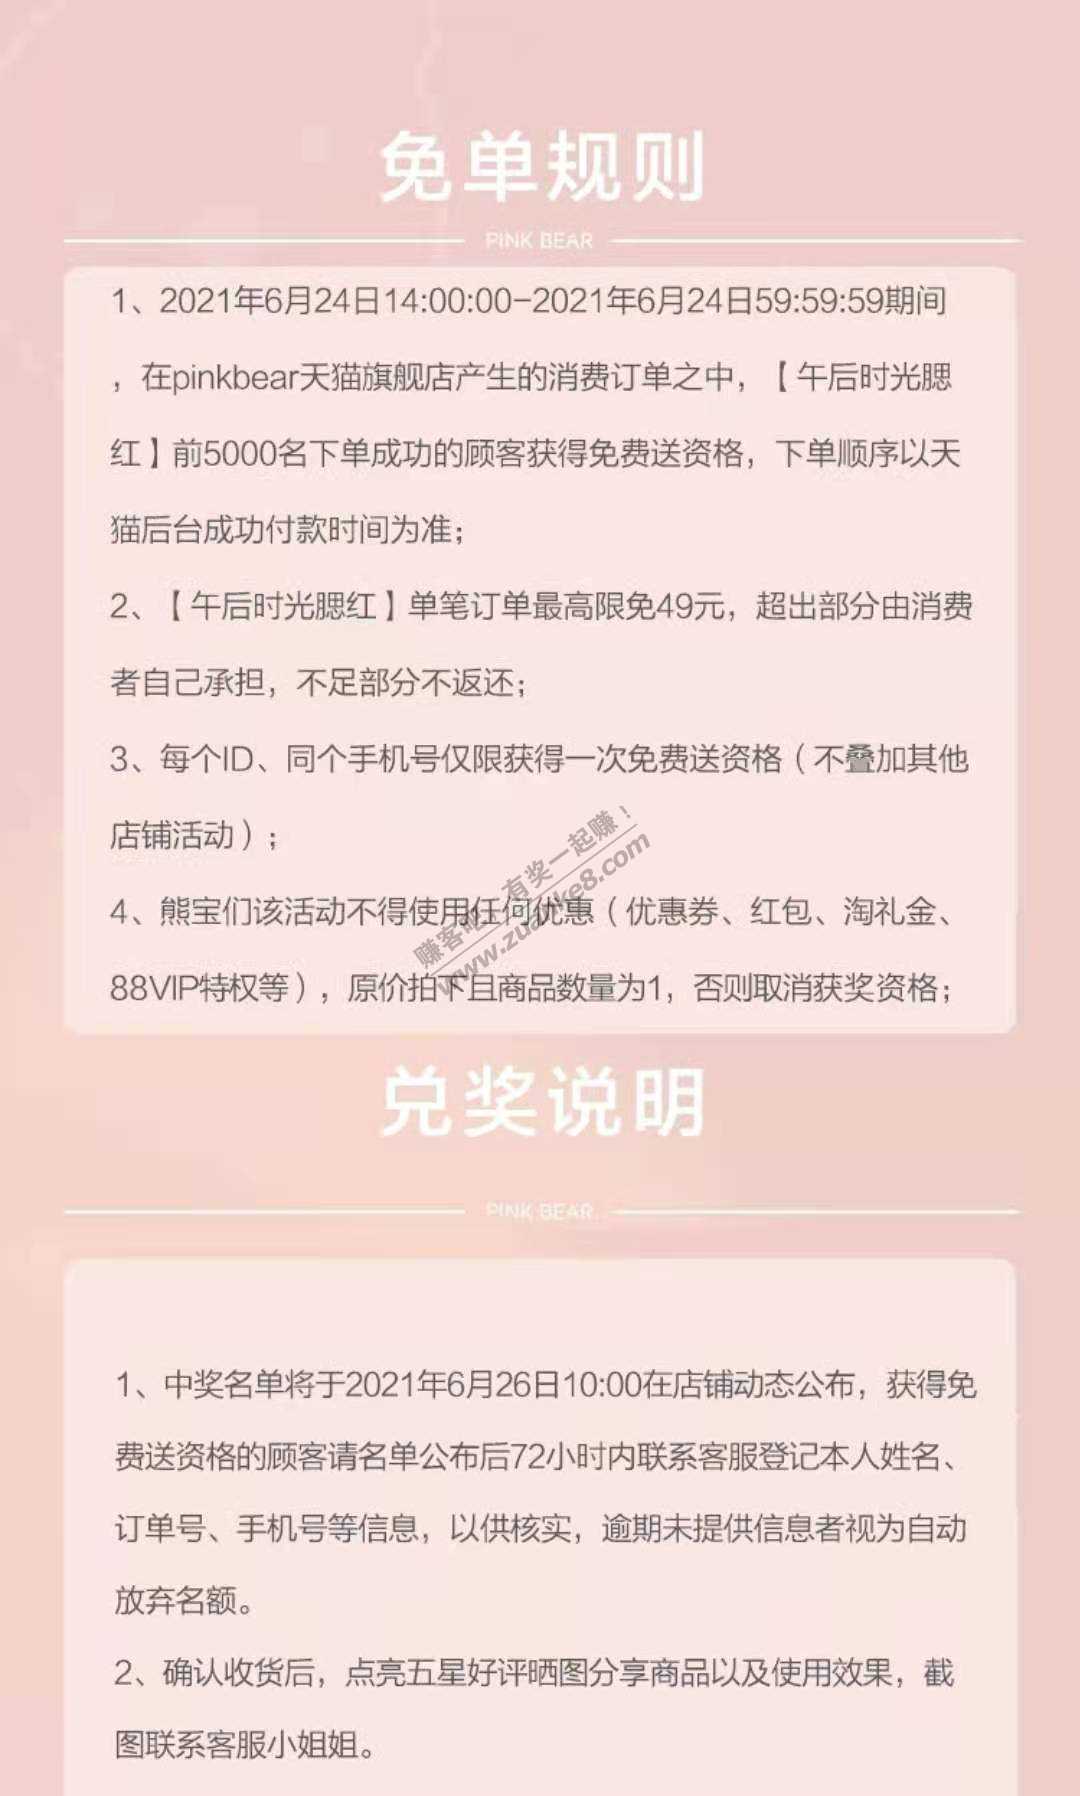 免单规则
PINK BEAR
1、2021年6月24日14:00:00-2021年6月24日59:59:59期间
，在pinkbear天猫旗舰店产生的消费订单之中，【午后时光腮
红】前5000名下单成功的顾客获得免费送资格，下单顺序以天
猫后台成功付款时间为准；
2、【午后时光腮红】单笔订单最高限免49元，超出部分由消费
者自己承担，不足部分不返还；
3、每个ID、同个手机号仅限获得一次免费送资格（不叠加其他
店铺活动）；
4、熊宝们该活动不得使用任何优惠（优惠券、红包、淘礼金、
88VIP特权等），原价拍下且商品数量为1，否则取消获奖资格；
赚客吧，有奖一起赚！
www.zuanke8.com
兑奖说明
PINK BEAR
1、中奖名单将于2021年6月26日10:00在店铺动态公布，获得免
费送资格的顾客请名单公布后72小时内联系客服登记本人姓名、
订单号、手机号等信息，以供核实，逾期未提供信息者视为自动
放弃名额。
2、确认收货后，点亮五星好评晒图分享商品以及使用效果，截
图联系客服小姐姐。